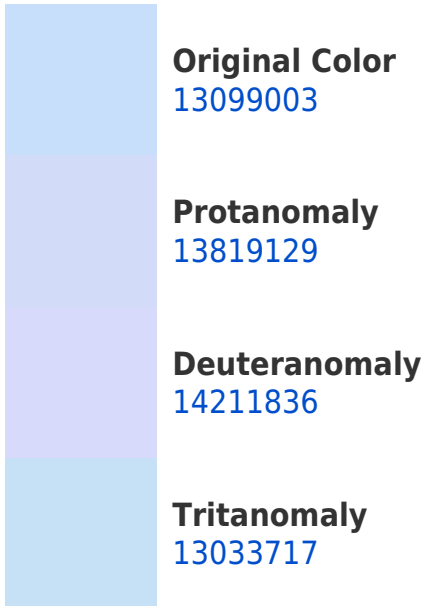 Original Color
13099003
Protanomaly
13819129
Deuteranomaly
14211836
Tritanomaly
13033717